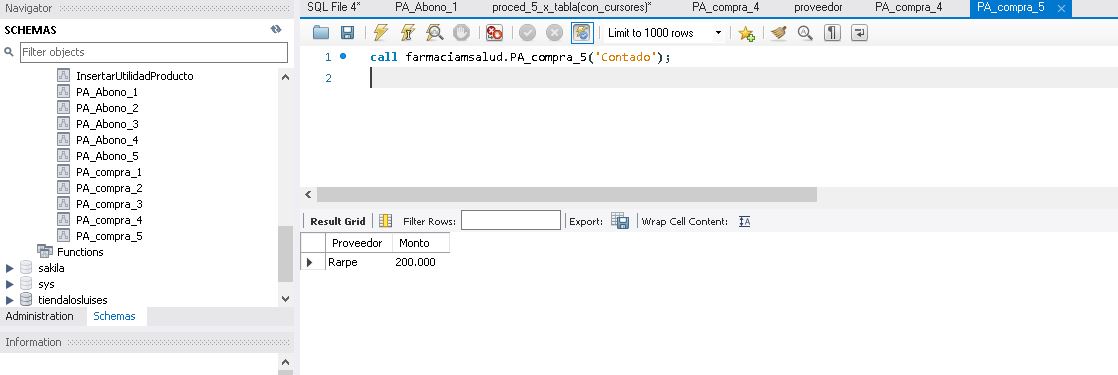 Navigator
SCHEMAS
Filter objects
InsertarUtilidadProducto
PA_Abono_1
PA_Abono_2
PA_Abono_3
PA_Abono_4
PA_Abono_5
PA_compra_1
PA_compra_2
PA_compra_3
PA_compra_4
PA_compra_5
Functions
sakila
sys
tiendalosluises
Administration Schemas
Information
SQL File 4* PA_Abono_1 proced_5_x_tabla(con_cursores)* PA_compra_4 proveedor PA_compra_4 PA_compra_5
Limit to 1000 rows
1 call farmaciamsalud.PA_compra_5('Contado');
2
Result Grid Filter Rows: Export: Wrap Cell Content:
Proveedor Monto
Rarpe 200.000